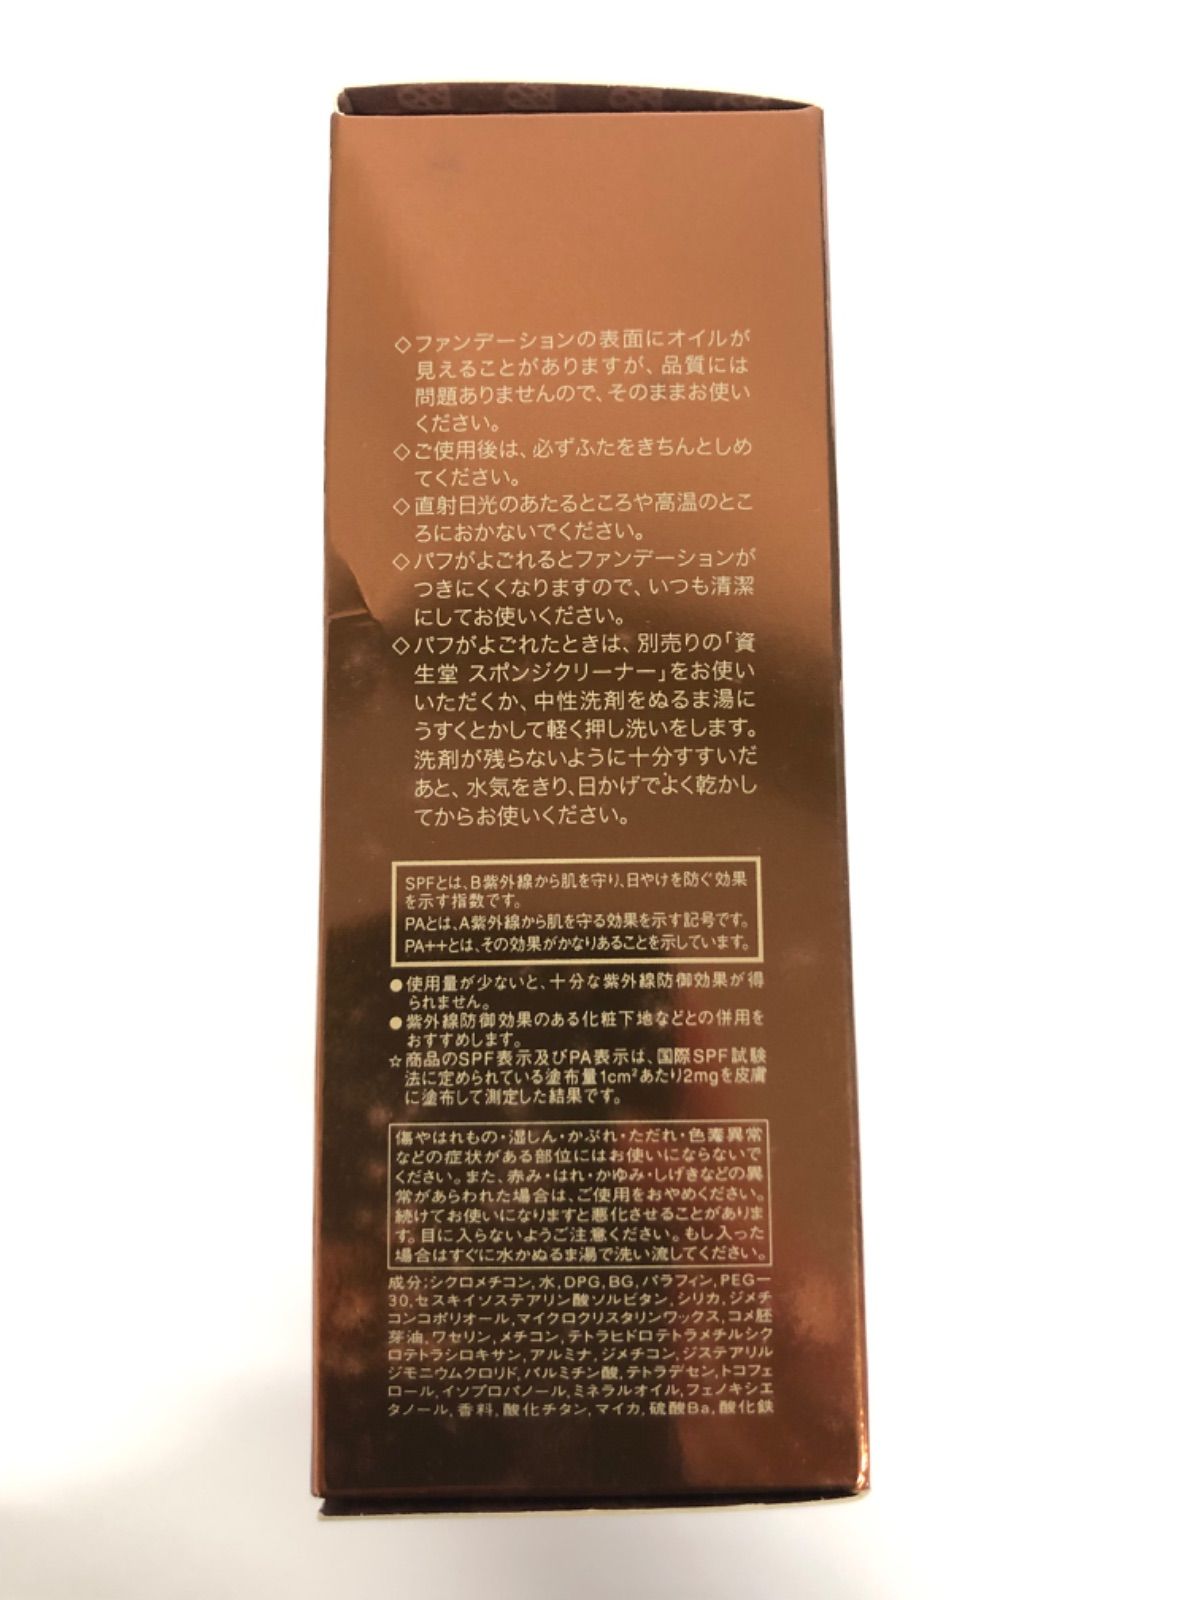 ◇ファンデーションの表面にオイルが
見えることがありますが、品質には
問題ありませんので、そのままお使い
ください。
◇ご使用後は、必ずふたをきちんとしめ
てください。
◇直射日光のあたるところや高温のとこ
ろにおかないでください。
◇パフがよごれるとファンデーションが
つきにくくなりますので、いつも清潔
にしてお使いください。
◇パフがよごれたときは、別売りの「資
生堂 スポンジクリーナー」をお使い
いただくか、中性洗剤をぬるま湯に
うすくとかして軽く押し洗いをします。
洗剤が残らないように十分すすいだ
あと、水気をきり、日かげでよく乾かし
てからお使いください。
SPFとは、B紫外線から肌を守り、日やけを防ぐ効果
を示す指数です。
PAとは、A紫外線から肌を守る効果を示す記号です。
PA++とは、その効果がかなりあることを示しています。
●使用量が少ないと、十分な紫外線防御効果が得
られません。
●紫外線防御効果のある化粧下地などとの併用を
おすすめします。
☆商品のSPF表示及びPA表示は、国際SPF試験
法に定められている塗布量1cm²あたり2mgを皮膚
に塗布して測定した結果です。
傷やはれもの・湿しん・かぶれ・ただれ・色素異常
などの症状がある部位にはお使いにならないで
ください。また、赤み・はれ・かゆみ・しげきなどの異
常があらわれた場合は、ご使用をおやめください。
続けてお使いになりますと悪化させることがありま
す。目に入らないようご注意ください。もし入った
場合はすぐに水かぬるま湯で洗い流してください。
成分:シクロメチコン,水,DPG,BG,パラフィン,PEG-
30,セスキイソステアリン酸ソルビタン,シリカ,ジメチ
コンコポリオール,マイクロクリスタリンワックス,コメ胚
芽油,ワセリン,メチコン,テトラヒドロテトラメチルシク
ロテトラシロキサン,アルミナ,ジメチコン,ジステアリル
ジモニウムクロリド,パルミチン酸,テトラデセン,トコフェ
ロール,イソプロパノール,ミネラルオイル,フェノキシエ
タノール,香料,酸化チタン,マイカ,硫酸Ba,酸化鉄